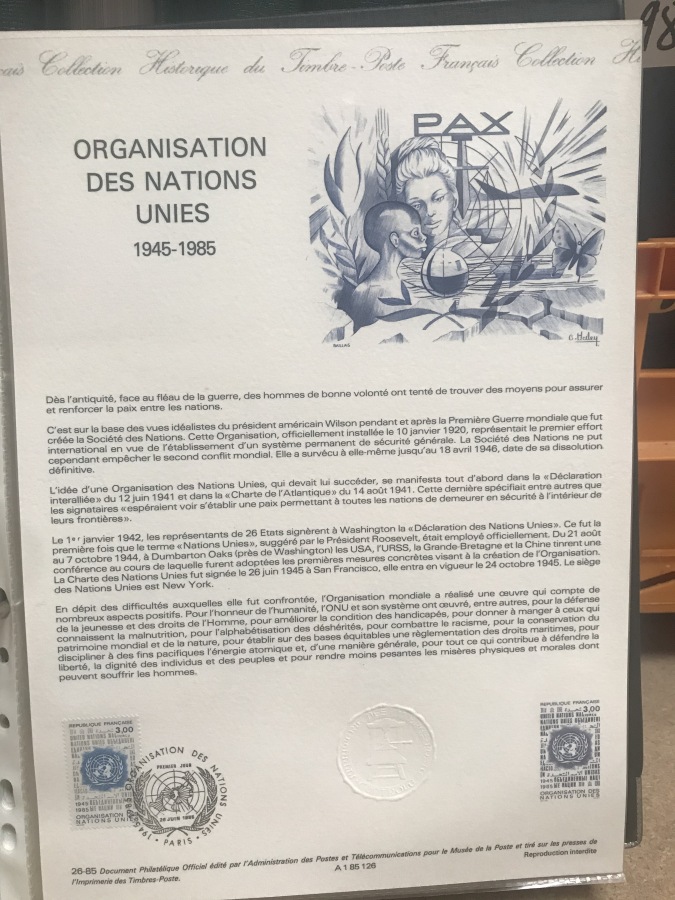 Collection Historique du Timbre-Poste Français Collection
98
ORGANISATION
DES NATIONS
UNIES
1945-1985
PAX
Dès l'antiquité, face au fléau de la guerre, des hommes de bonne volonté ont tenté de trouver des moyens pour assurer
et renforcer la paix entre les nations.
C'est sur la base des vues idéalistes du président américain Wilson pendant et après la Première Guerre mondiale que fut
créée la Société des Nations. Cette Organisation, officiellement installée le 10 janvier 1920, représentait le premier effort
international en vue de l'établissement d'un système permanent de sécurité générale. La Société des Nations ne put
cependant empêcher le second conflit mondial. Elle a survécu à elle-même jusqu'au 18 avril 1946, date de sa dissolution
définitive.
L'idée d'une Organisation des Nations Unies, qui devait lui succéder, se manifesta tout d'abord dans la «Déclaration
interalliée» du 12 juin 1941 et dans la «Charte de l'Atlantique» du 14 août 1941. Cette dernière spécifiait entre autres que
les signataires «espéraient voir s'établir une paix permettant à toutes les nations de demeurer en sécurité à l'intérieur de
leurs frontières».
Le 1er janvier 1942, les représentants de 26 Etats signèrent à Washington la «Déclaration des Nations Unies». Ce fut la
première fois que le terme «Nations Unies», suggéré par le Président Roosevelt, était employé officiellement. Du 21 août
au 7 octobre 1944, à Dumbarton Oaks (près de Washington) les USA, l'URSS, la Grande-Bretagne et la Chine tinrent une
conférence au cours de laquelle furent adoptées les premières mesures concrètes visant à la création de l'Organisation.
La Charte des Nations Unies fut signée le 26 juin 1945 à San Francisco, elle entra en vigueur le 24 octobre 1945. Le siège
des Nations Unies est New York.
En dépit des difficultés auxquelles elle fut confrontée, l'Organisation mondiale a réalisé une œuvre qui compte de
nombreux aspects positifs. Pour l'honneur de l'humanité, l'ONU et son système ont œuvré, entre autres, pour la défense
de la jeunesse et des droits de l'Homme, pour améliorer la condition des handicapés, pour donner à manger à ceux qui
connaissent la malnutrition, pour l'alphabétisation des déshérités, pour combattre le racisme, pour la conservation du
patrimoine mondial et de la nature, pour établir sur des bases équitables une règlementation des droits maritimes, pour
discipliner à des fins pacifiques l'énergie atomique et, d'une manière générale, pour tout ce qui contribue à défendre la
liberté, la dignité des individus et des peuples et pour rendre moins pesantes les misères physiques et morales dont
peuvent souffrir les hommes.
REPUBLIQUE FRANÇAISE
3,00
UNITED NATIONS
NATIONS UNIES
1945
1985
ORGANISATION DES
NATIONS UNIES
ORGANISATION DES NATIONS UNIES
PREMIER JOUR
26 JUIN 1985
1945-1985
PARIS
REPUBLIQUE FRANÇAISE
3,00
UNITED NATIONS
NATIONS UNIES
1945
1985
ORGANISATION DES
NATIONS UNIES
26-85 Document Philatélique Officiel édité par l'Administration des Postes et Télécommunications pour le Musée de la Poste et tiré sur les presses de
l'Imprimerie des Timbres-Poste.
A 1 85 126
Reproduction interdite